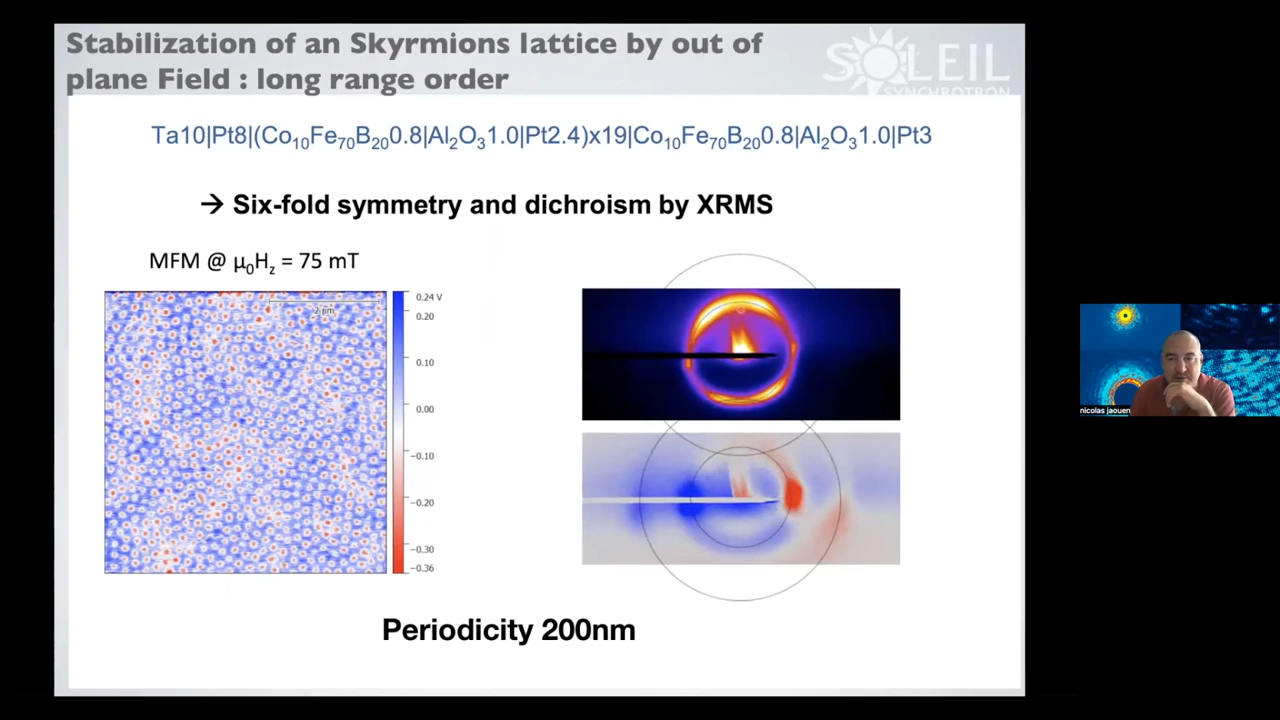 Stabilization of an Skyrmions lattice by out of
plane Field : long range order
SOLEIL
SYNCHROTRON
Ta10|Pt8|(Co₁₀Fe₇₀B₂₀0.8|Al₂O₃1.0|Pt2.4)x19|Co₁₀Fe₇₀B₂₀0.8|Al₂O₃1.0|Pt3
→ Six-fold symmetry and dichroism by XRMS
MFM @ μ₀H_z = 75 mT
2 μm
0.24 V
0.20
0.10
0.00
−0.10
−0.20
−0.30
−0.36
nicolas jaouen
Periodicity 200nm